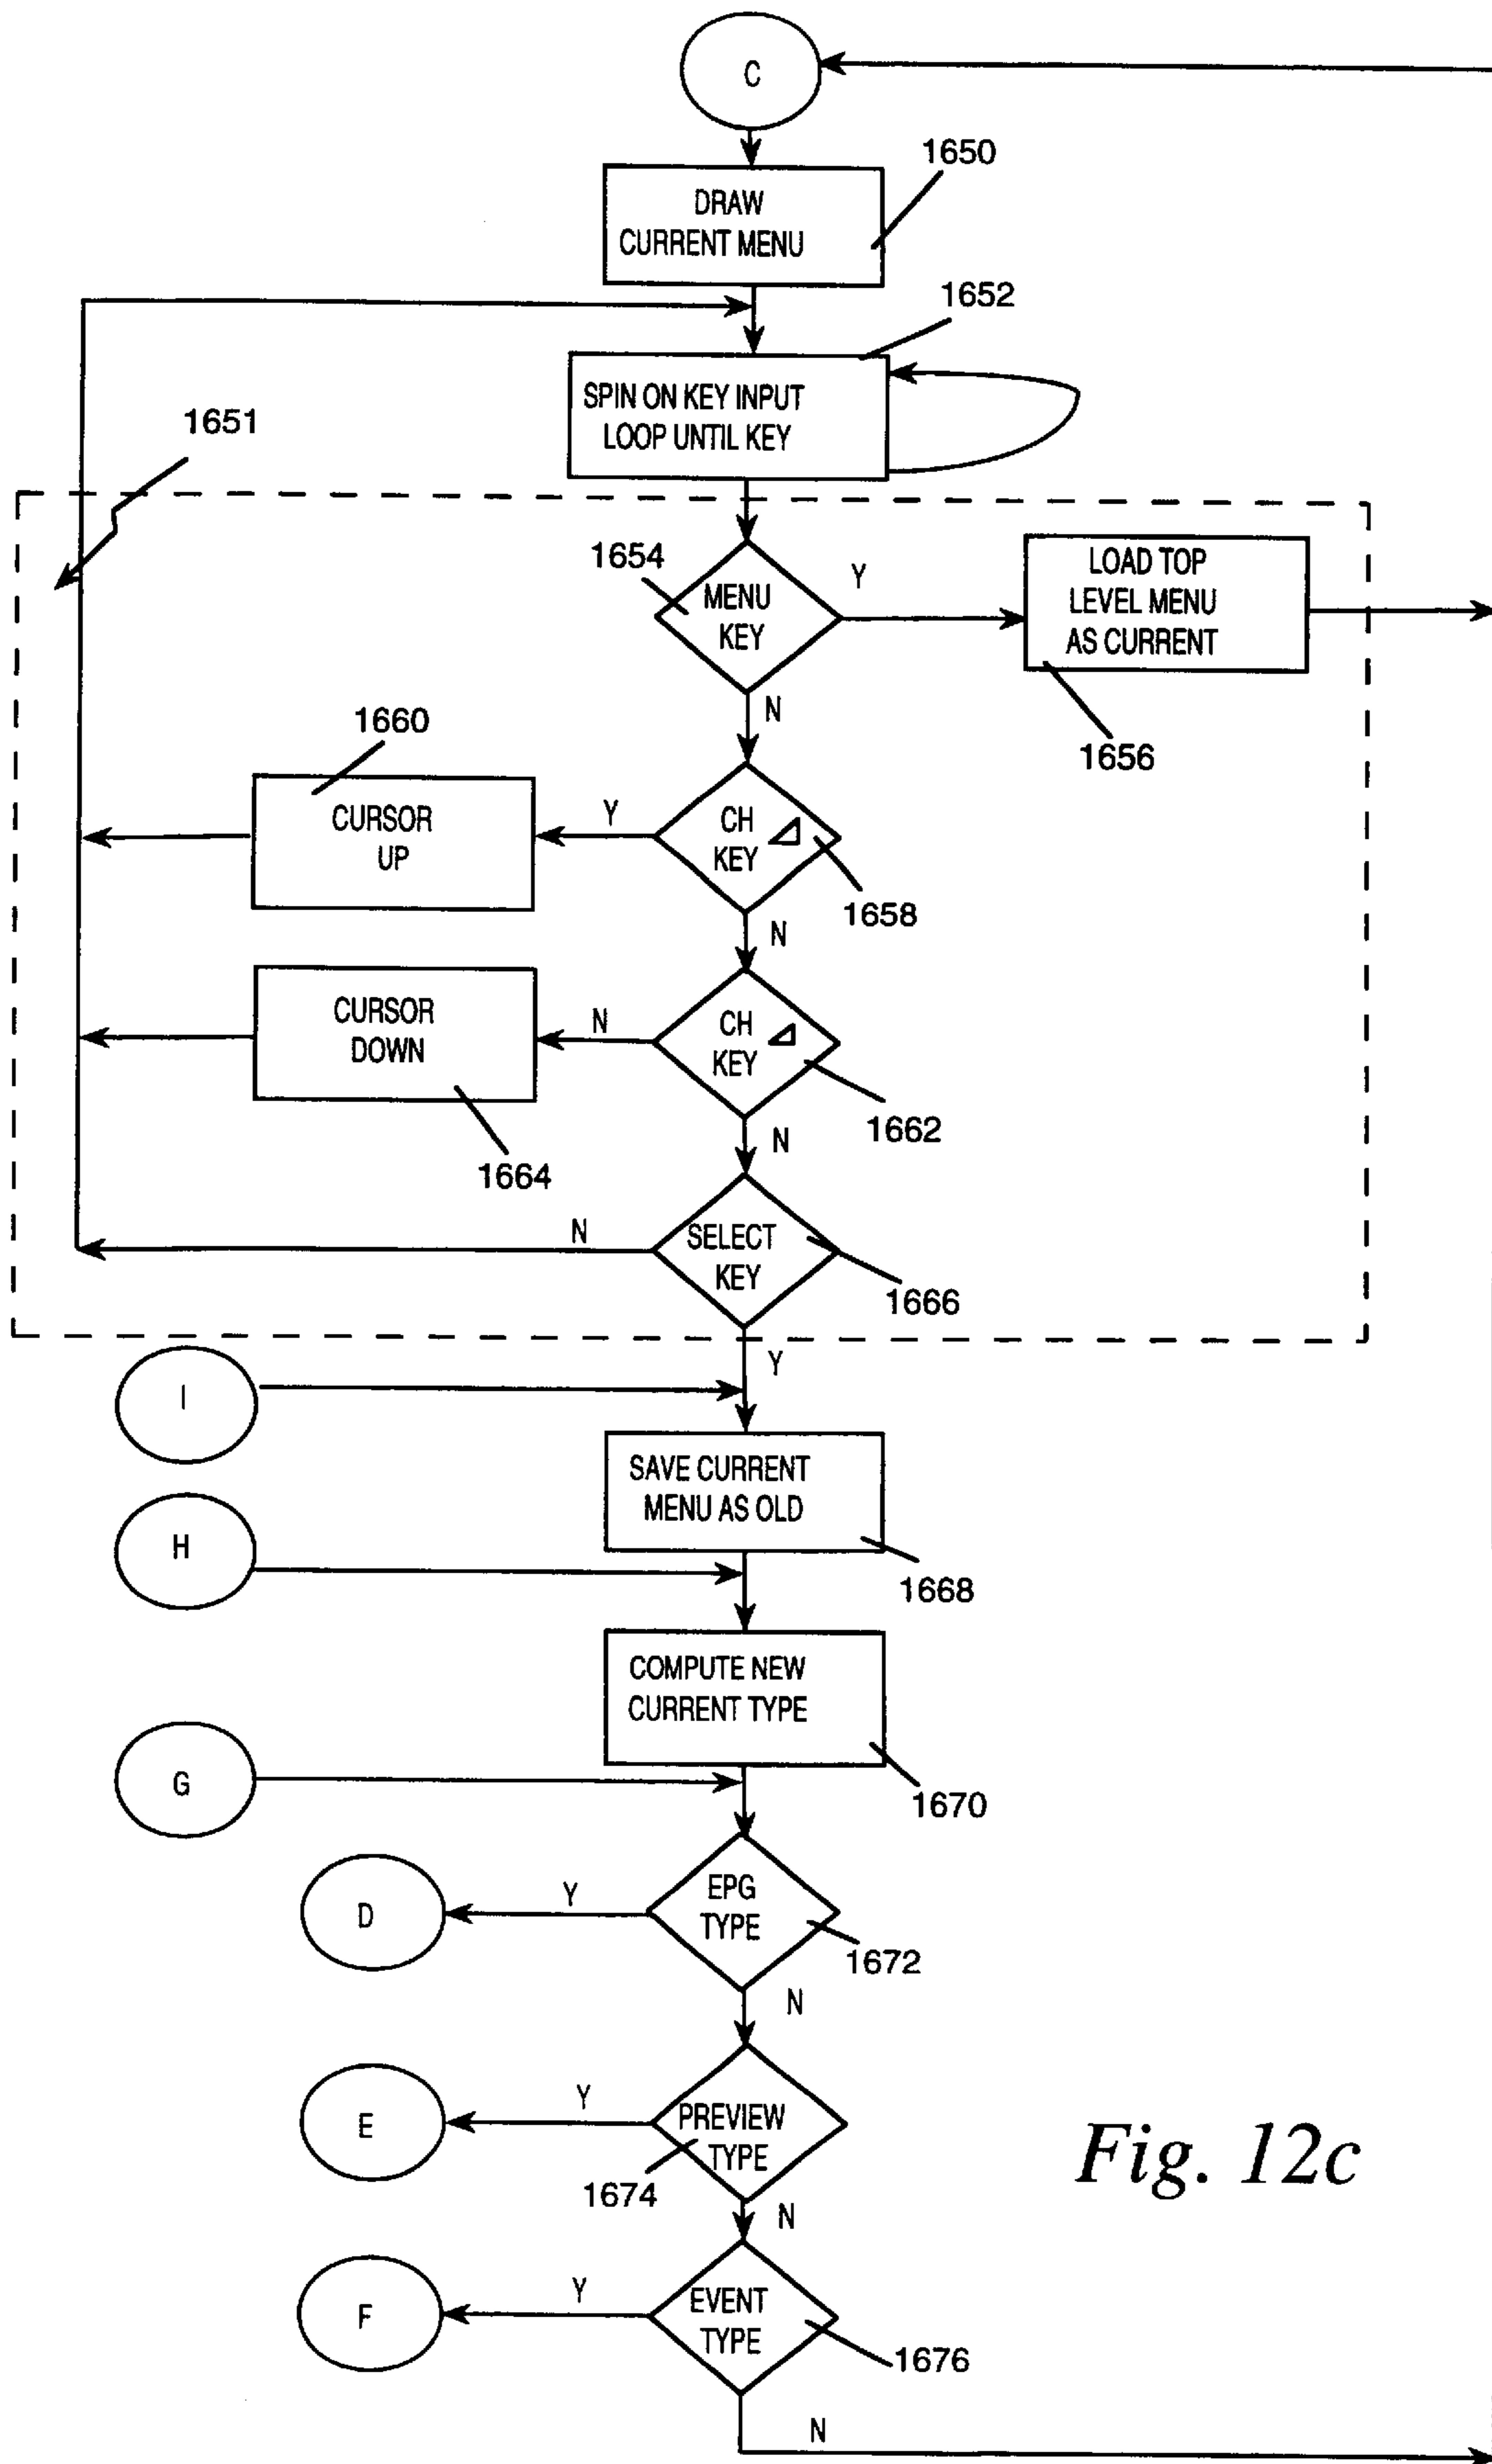 C
1650
DRAW
CURRENT MENU
1652
SPIN ON KEY INPUT
LOOP UNTIL KEY
1651
1654
MENU
KEY
Y
LOAD TOP
LEVEL MENU
AS CURRENT
1656
N
1660
CURSOR
UP
Y
CH
KEY
1658
N
CURSOR
DOWN
N
CH
KEY
1662
1664
N
N
SELECT
KEY
1666
Y
I
SAVE CURRENT
MENU AS OLD
H
1668
COMPUTE NEW
CURRENT TYPE
G
1670
D
Y
EPG
TYPE
1672
N
E
Y
PREVIEW
TYPE
1674
N
Fig. 12c
F
Y
EVENT
TYPE
1676
N